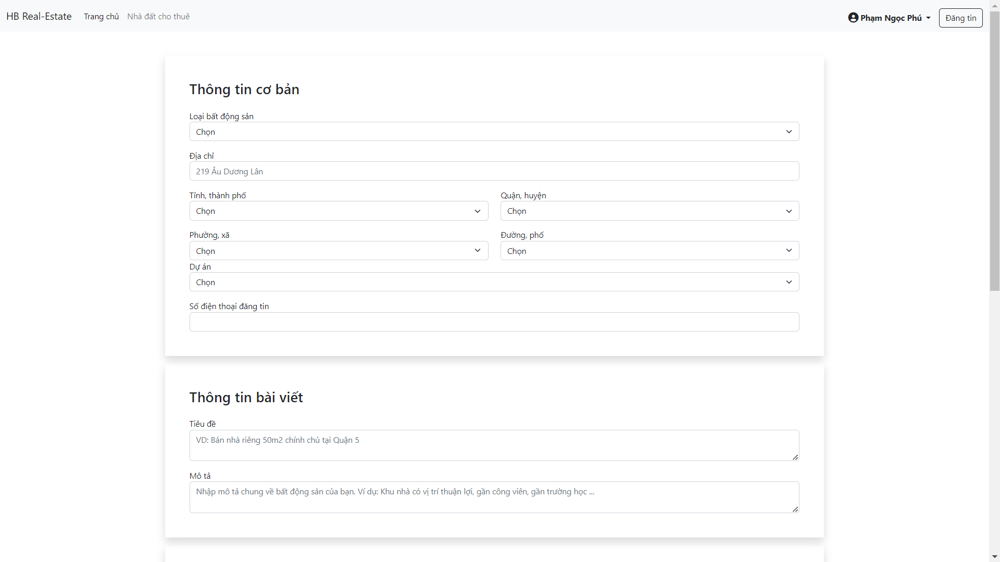 HB Real-Estate Trang chủ Nhà đất cho thuê Phạm Ngọc Phú Đăng tin
Thông tin cơ bản
Loại bất động sản
Chọn
Địa chỉ
219 Âu Dương Lân
Tỉnh, thành phố Quận, huyện
Chọn Chọn
Phường, xã Đường, phố
Chọn Chọn
Dự án
Chọn
Số điện thoại đăng tin
Thông tin bài viết
Tiêu đề
VD: Bán nhà riêng 50m2 chính chủ tại Quận 5
Mô tả
Nhập mô tả chung về bất động sản của bạn. Ví dụ: Khu nhà có vị trí thuận lợi, gần công viên, gần trường học ...